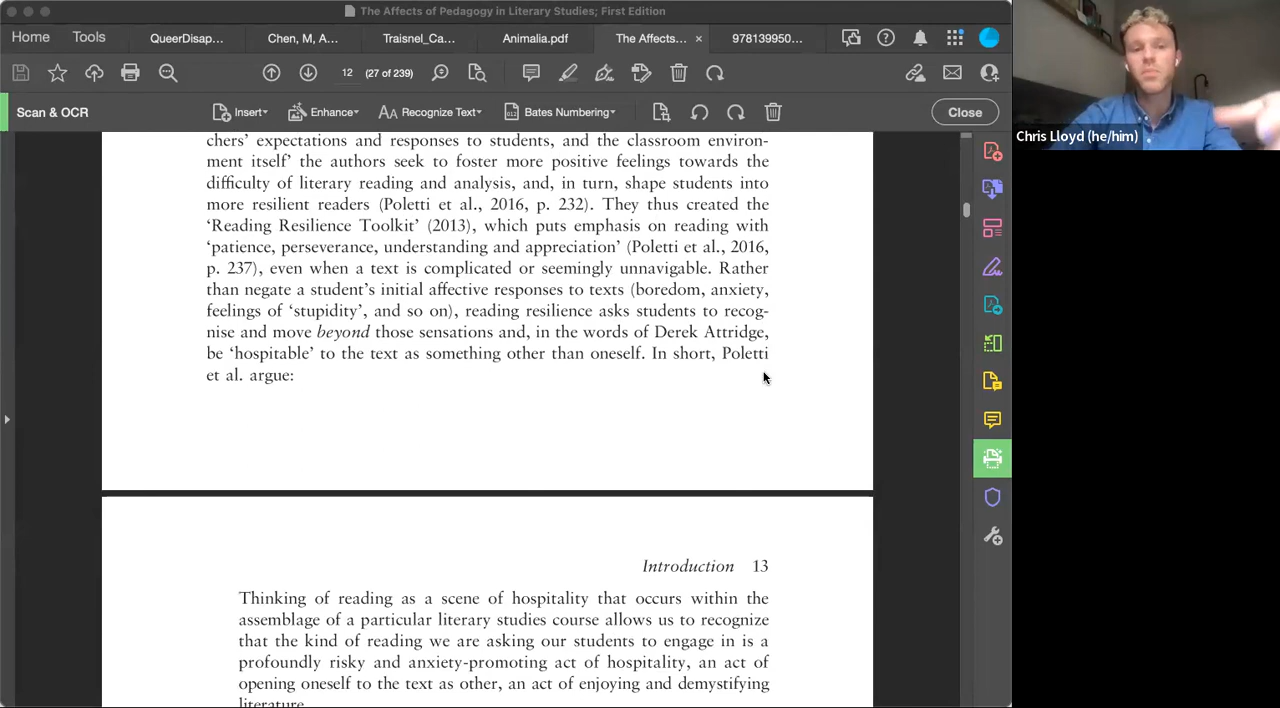 The Affects of Pedagogy in Literary Studies; First Edition
Home Tools QueerDisap... Chen, M, A... Traisnel_Ca... Animalia.pdf The Affects... × 978139950...
12 (27 of 239)
Scan & OCR Insert Enhance Recognize Text Bates Numbering Close
Chris Lloyd (he/him)
chers' expectations and responses to students, and the classroom environ-
ment itself' the authors seek to foster more positive feelings towards the
difficulty of literary reading and analysis, and, in turn, shape students into
more resilient readers (Poletti et al., 2016, p. 232). They thus created the
'Reading Resilience Toolkit' (2013), which puts emphasis on reading with
'patience, perseverance, understanding and appreciation' (Poletti et al., 2016,
p. 237), even when a text is complicated or seemingly unnavigable. Rather
than negate a student's initial affective responses to texts (boredom, anxiety,
feelings of 'stupidity', and so on), reading resilience asks students to recog-
nise and move beyond those sensations and, in the words of Derek Attridge,
be 'hospitable' to the text as something other than oneself. In short, Poletti
et al. argue:
Introduction 13
Thinking of reading as a scene of hospitality that occurs within the
assemblage of a particular literary studies course allows us to recognize
that the kind of reading we are asking our students to engage in is a
profoundly risky and anxiety-promoting act of hospitality, an act of
opening oneself to the text as other, an act of enjoying and demystifying
literature